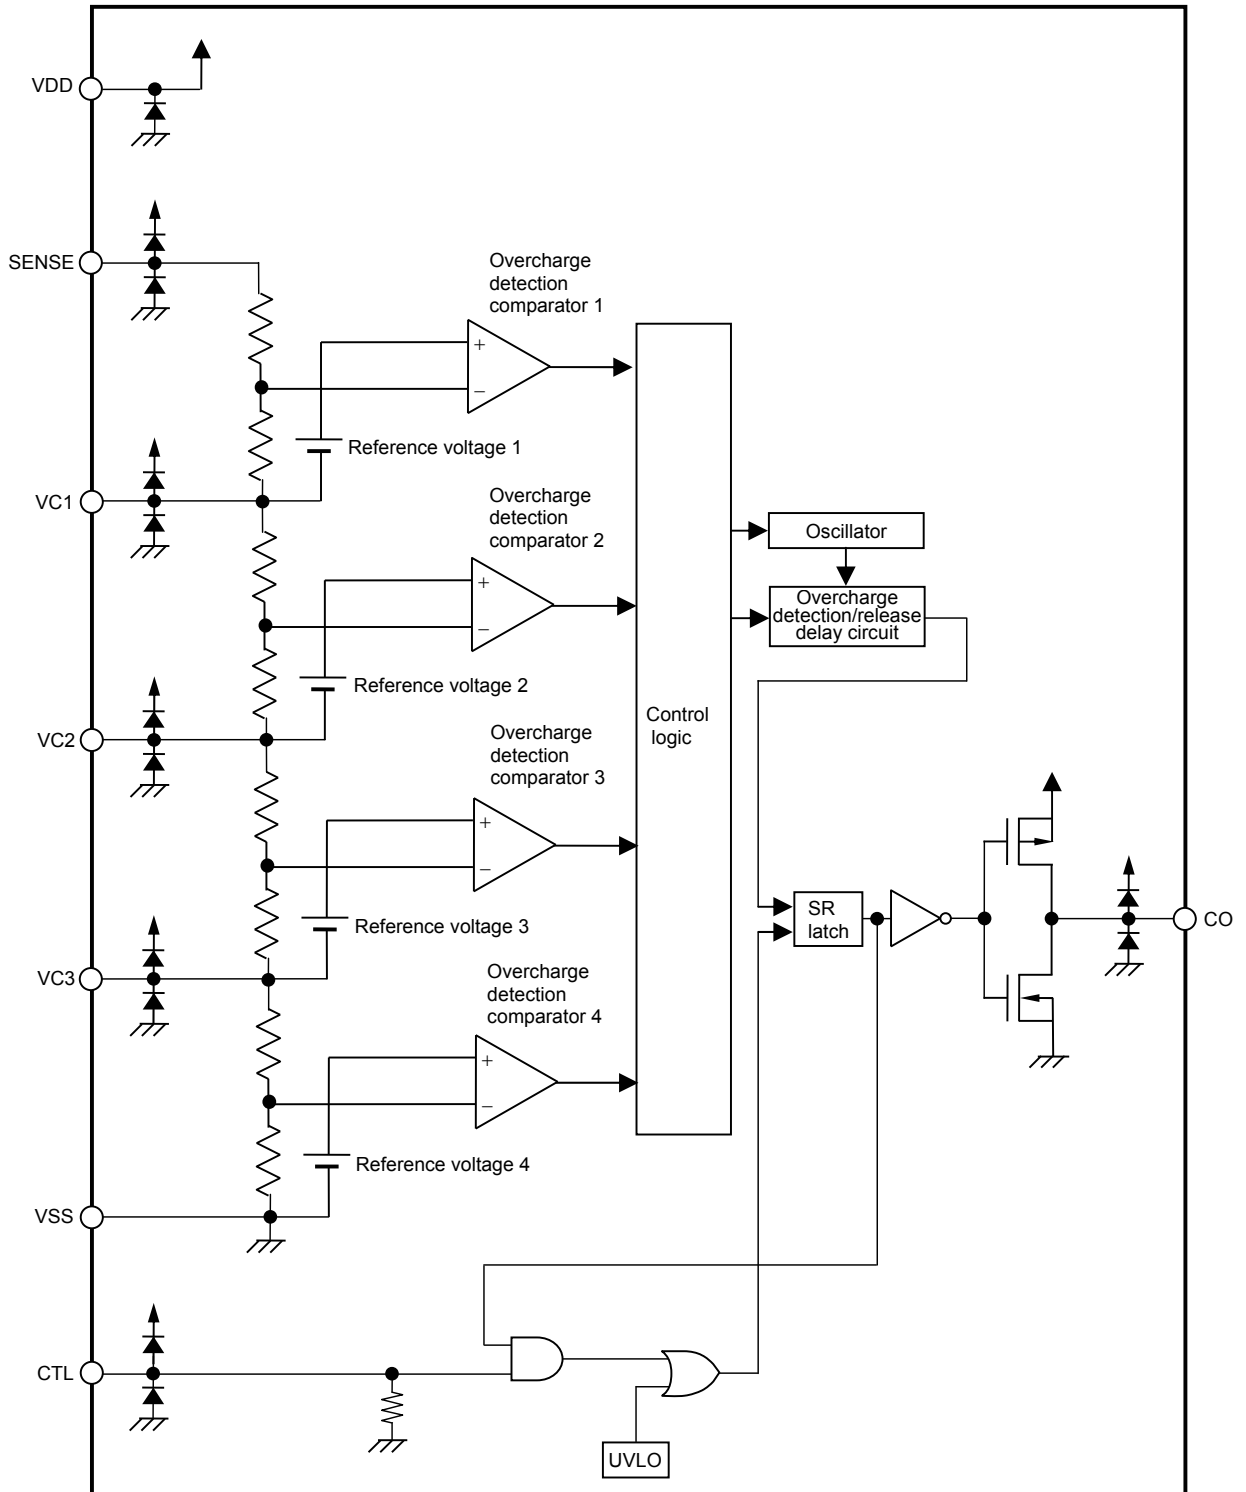 VDD
SENSE
Overcharge
detection
comparator 1
+
−
Reference voltage 1
VC1
Overcharge
detection
comparator 2
+
−
Oscillator
Overcharge
detection/release
delay circuit
Reference voltage 2
Control
logic
VC2
Overcharge
detection
comparator 3
+
−
Reference voltage 3
SR
latch
CO
VC3
Overcharge
detection
comparator 4
+
−
Reference voltage 4
VSS
CTL
UVLO